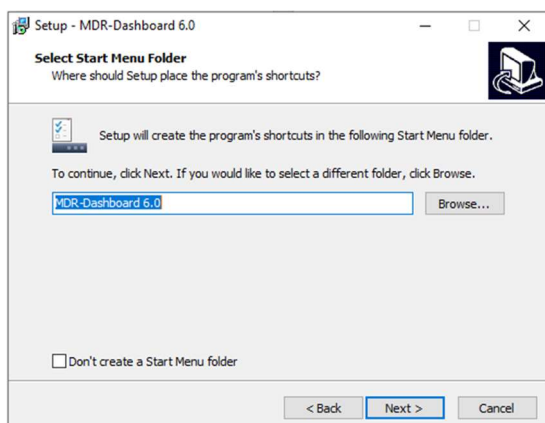 Setup - MDR-Dashboard 6.0
Select Start Menu Folder
Where should Setup place the program's shortcuts?
Setup will create the program's shortcuts in the following Start Menu folder.
To continue, click Next. If you would like to select a different folder, click Browse.
MDR-Dashboard 6.0
Browse...
Don't create a Start Menu folder
< Back
Next >
Cancel